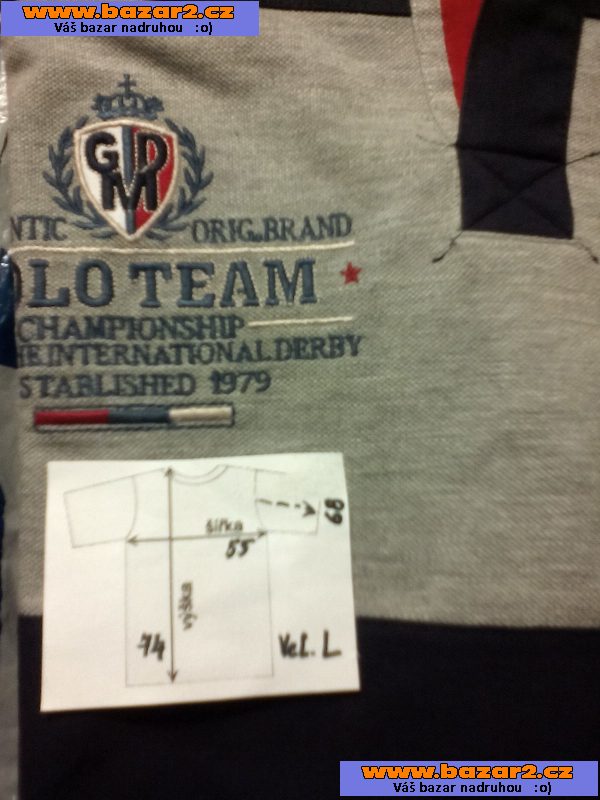 www.bazar2.cz
Váš bazar nadruhou :o)
GMD
NTIC ORIG.BRAND
OLO TEAM
CHAMPIONSHIP
HE INTERNATIONAL DERBY
STABLISHED 1979
68
šířka
55
výška
74
Vel. L
www.bazar2.cz
Váš bazar nadruhou :o)